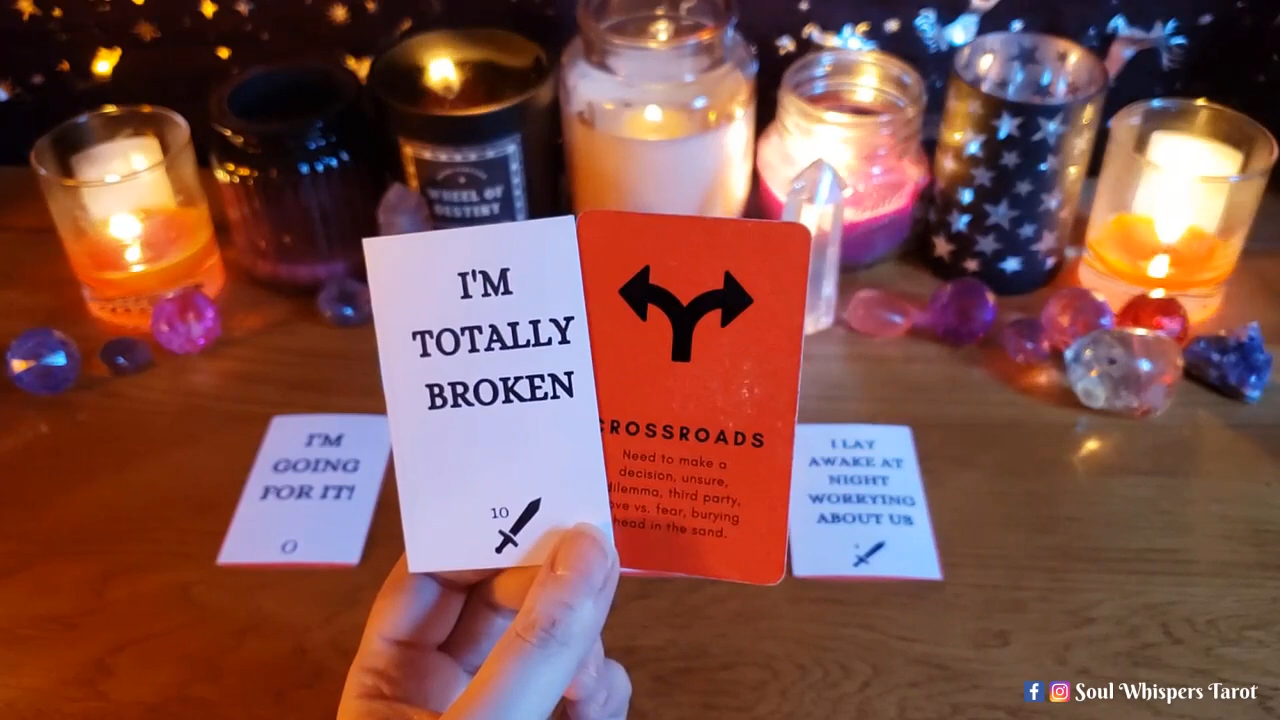 WHEEL OF
DESTINY
I'M
TOTALLY
BROKEN
10
CROSSROADS
Need to make a
decision, unsure,
dilemma, third party,
love vs. fear, burying
head in the sand.
I'M
GOING
FOR IT!
0
I LAY
AWAKE AT
NIGHT
WORRYING
ABOUT US
Soul Whispers Tarot